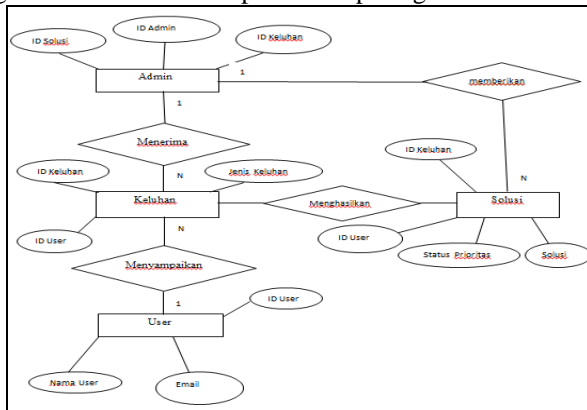 ID Admin
ID Solusi
ID Keluhan
Admin
1
memberikan
1
Menerima
ID Keluhan
N
ID Keluhan
Jenis Keluhan
N
Keluhan
Menghasilkan
Solusi
N
ID User
ID User
Status Prioritas
Solusi
Menyampaikan
1
ID User
User
Nama User
Email